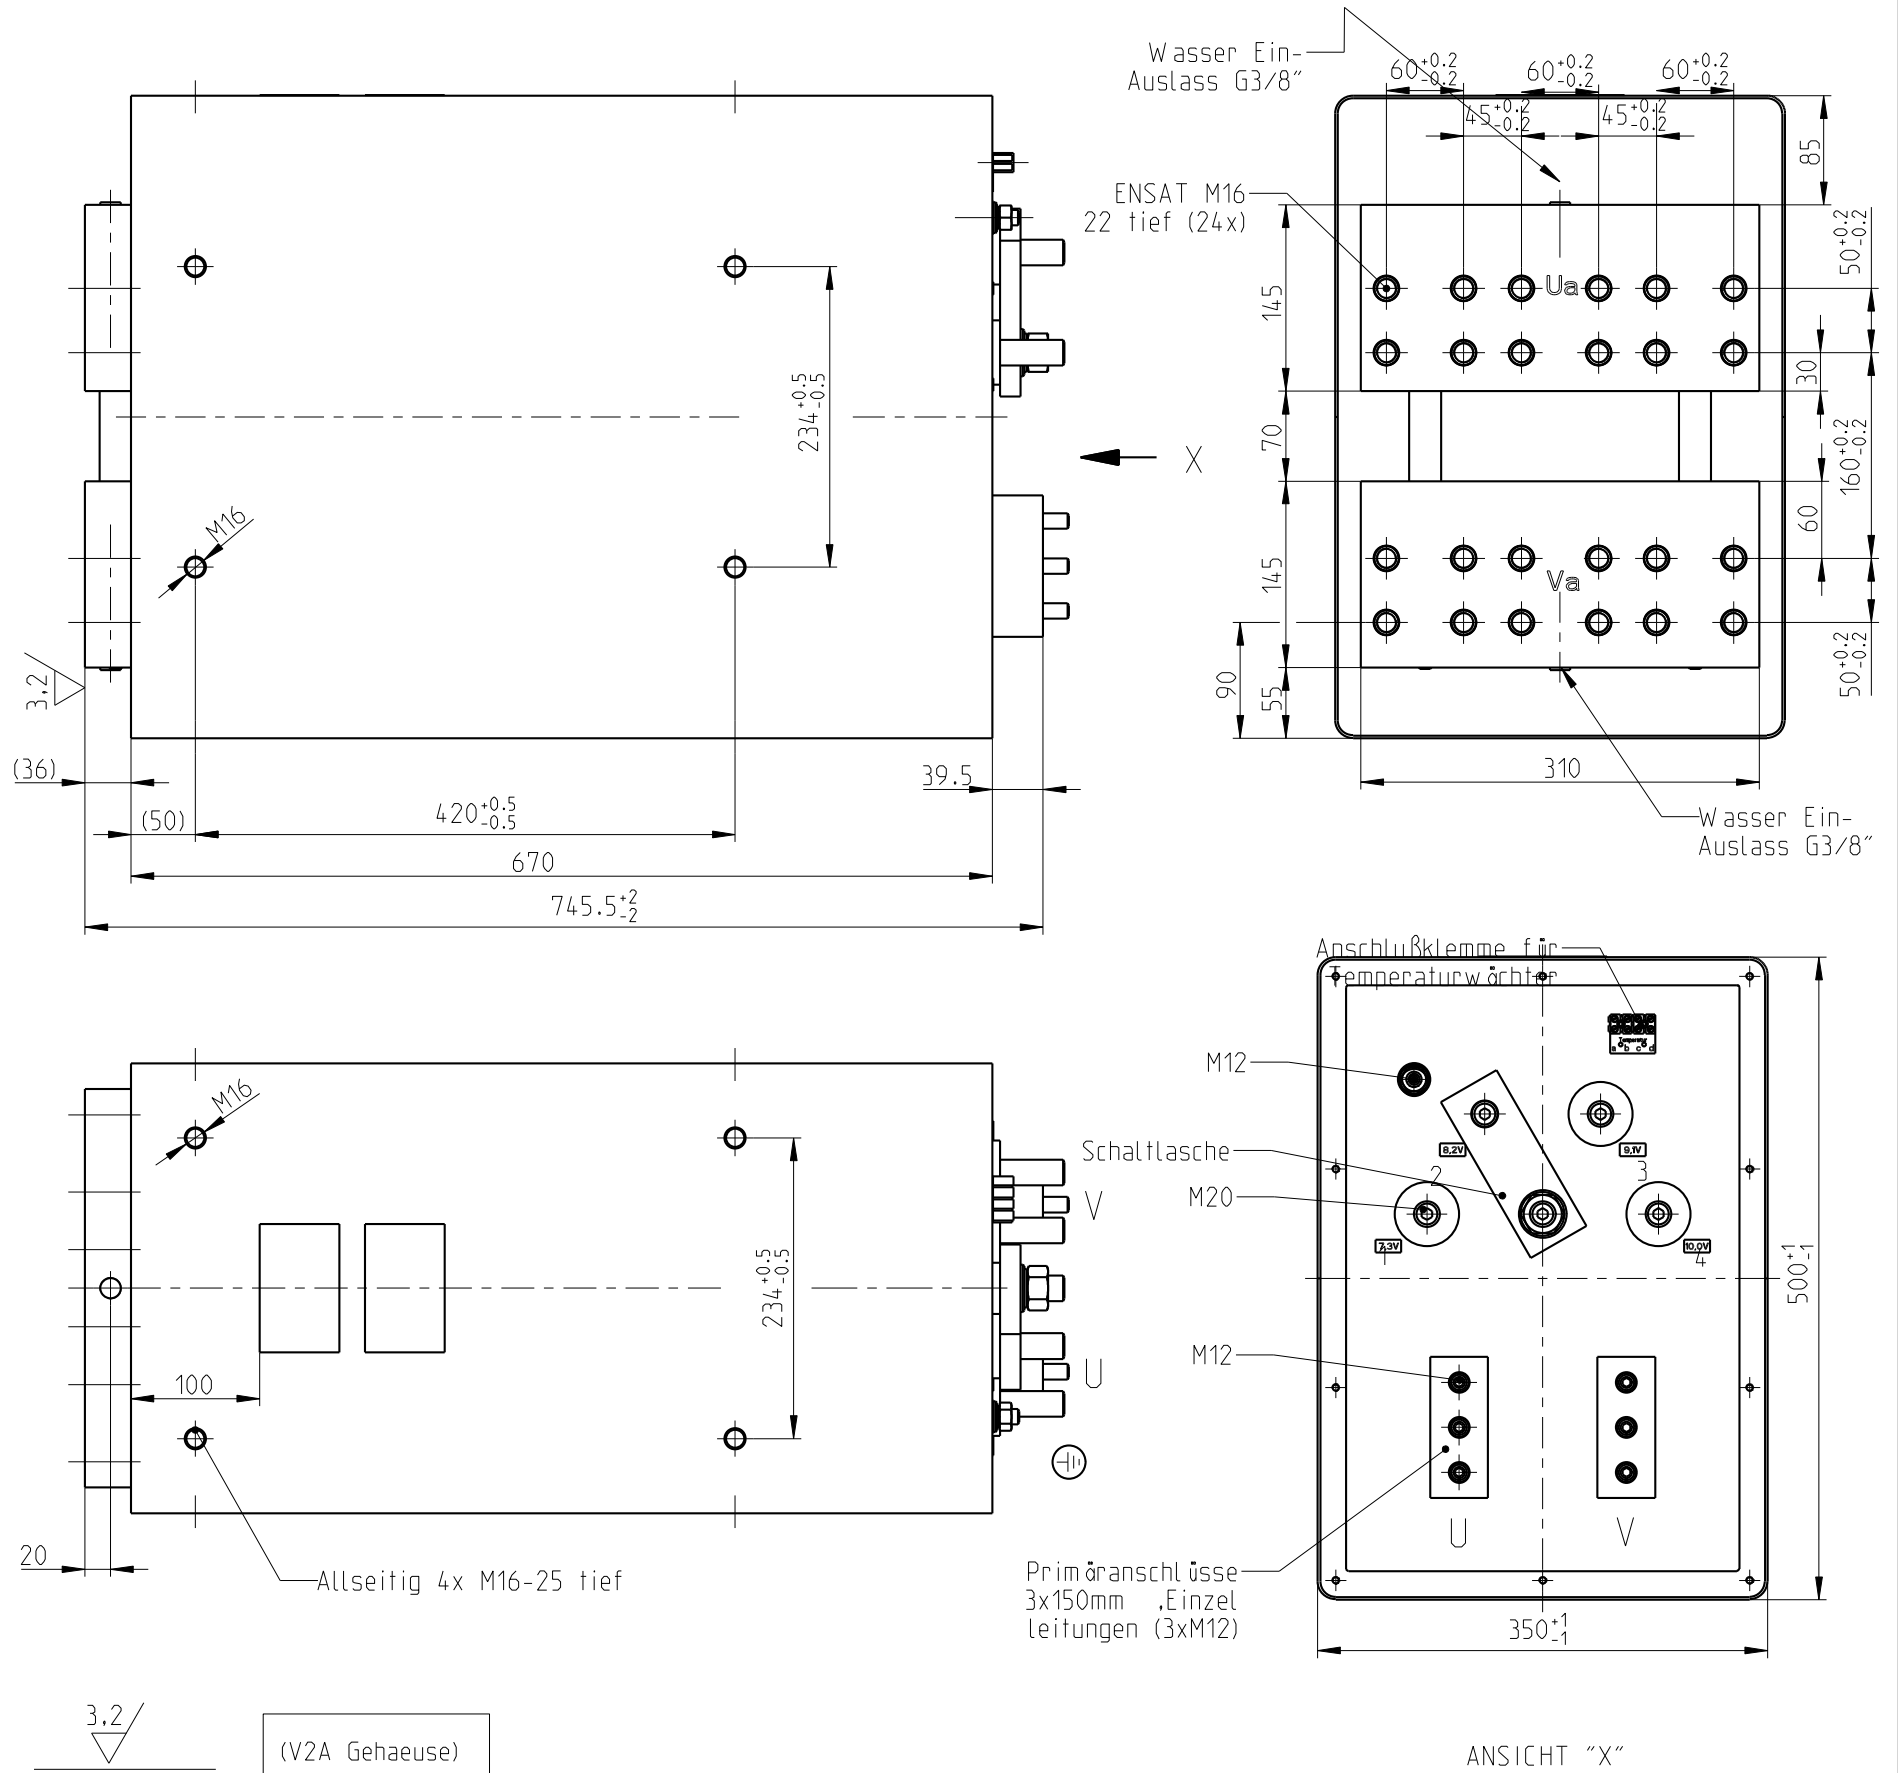 Wasser Ein-
Auslass G3/8"
60+0.2-0.2
60+0.2-0.2
60+0.2-0.2
45+0.2-0.2
45+0.2-0.2
85
ENSAT M16
22 tief (24x)
50+0.2-0.2
Ua
145
30
234+0.5-0.5
70
X
160+0.2-0.2
60
M16
145
Va
3,2
90
55
50+0.2-0.2
(36)
39.5
310
(50)
420+0.5-0.5
Wasser Ein-
Auslass G3/8"
670
745.5+2-2
Anschlußklemme für
Temperaturwächter
Temperatur
a b c d
M12
M16
Schaltlasche
8,2V
9,1V
2
3
M20
V
7,3V
10,0V
1
4
234+0.5-0.5
500+1-1
M12
100
U
U
V
20
Allseitig 4x M16-25 tief
Primäranschlüsse
3x150mm ,Einzel
leitungen (3xM12)
350+1-1
3,2
(V2A Gehaeuse)
ANSICHT "X"